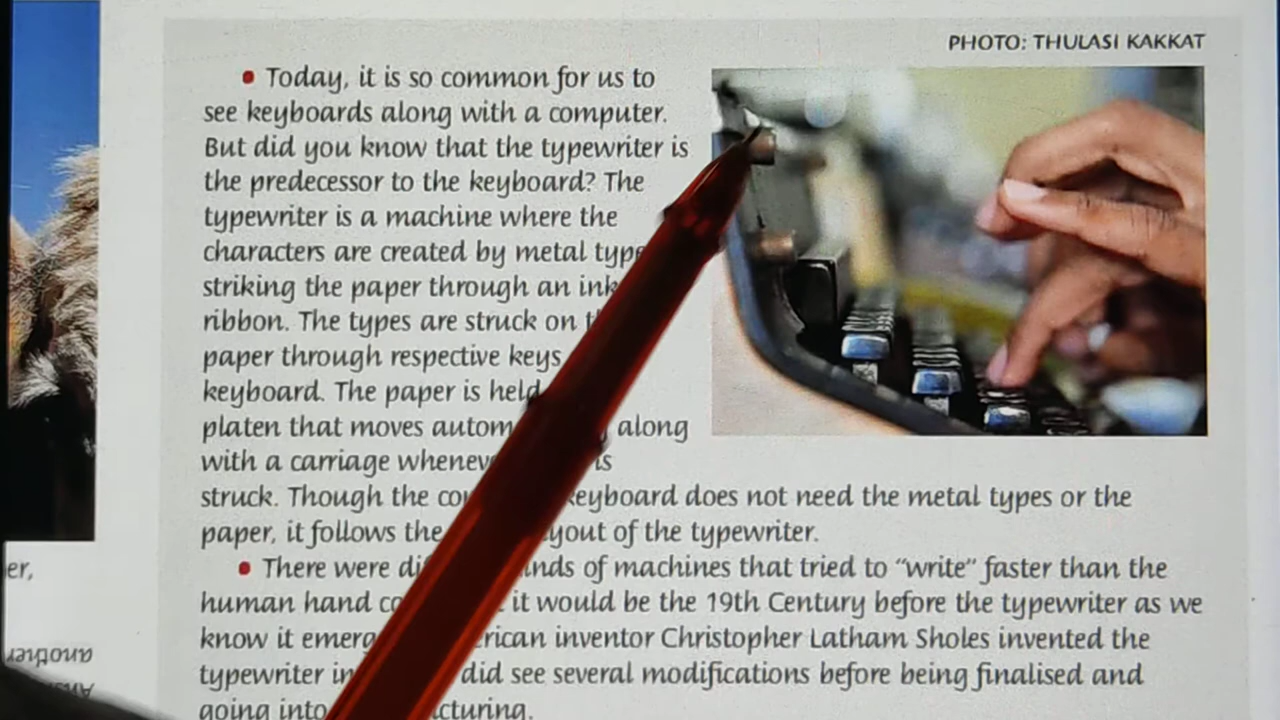 PHOTO: THULASI KAKKAT
• Today, it is so common for us to
see keyboards along with a computer.
But did you know that the typewriter is
the predecessor to the keyboard? The
typewriter is a machine where the
characters are created by metal
striking the paper through an ink
ribbon. The types are struck on
paper through respective keys
keyboard. The paper is held
platen that moves along
with a carriage is
struck. Though the keyboard does not need the metal types or the
paper, it follows the of the typewriter.
• There were of machines that tried to “write” faster than the
human hand it would be the 19th Century before the typewriter as we
know it inventor Christopher Latham Sholes invented the
typewriter did see several modifications before being finalised and
going into
er,
another